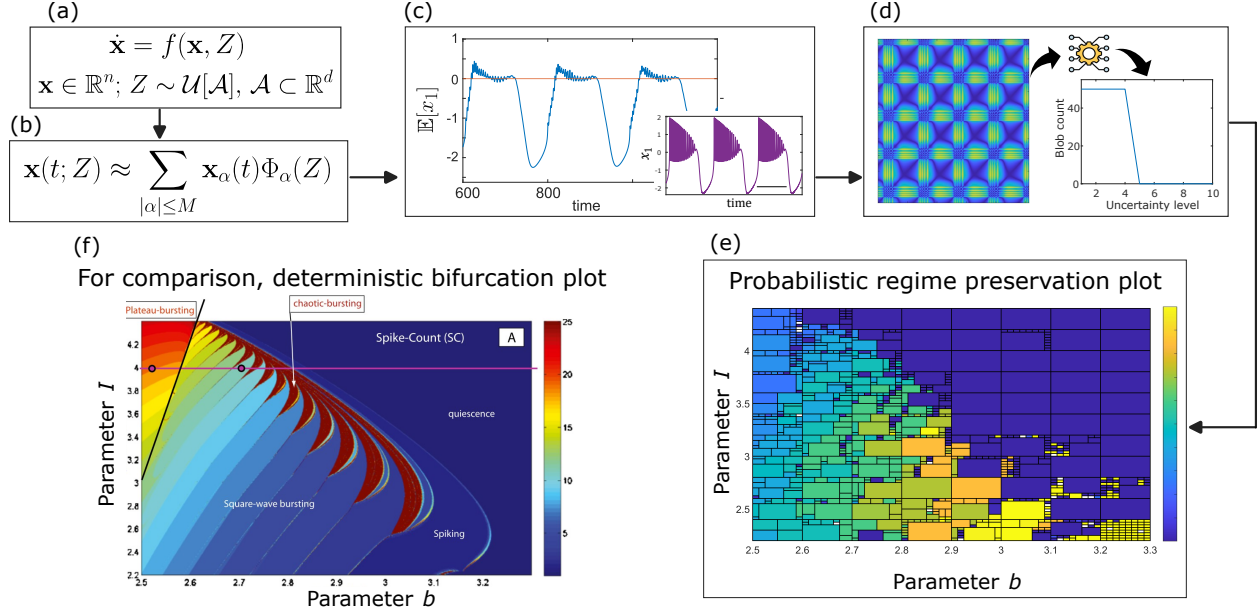 (a)
ẋ = f(x, Z)
x ∈ ℝⁿ; Z ∼ 𝒰[𝒜], 𝒜 ⊂ ℝᵈ
(b)
x(t; Z) ≈ ∑ x_α(t)Φ_α(Z)
|α|≤M
(c)
𝔼[x₁]
1
0
-1
-2
600
800
time
x₁
2
0
-2
time
(d)
Blob count
40
20
0
2
4
6
8
10
Uncertainty level
(e)
Probabilistic regime preservation plot
Parameter I
4
3.5
3
2.5
2.5
2.6
2.7
2.8
2.9
3
3.1
3.2
3.3
Parameter b
(f)
For comparison, deterministic bifurcation plot
Plateau-bursting
chaotic-bursting
Spike-Count (SC)
A
quiescence
Square-wave bursting
Spiking
Parameter I
4.2
4
3.8
3.6
3.4
3.2
3
2.8
2.6
2.4
2.2
2.5
2.6
2.7
2.8
2.9
3
3.1
3.2
25
20
15
10
5
Parameter b